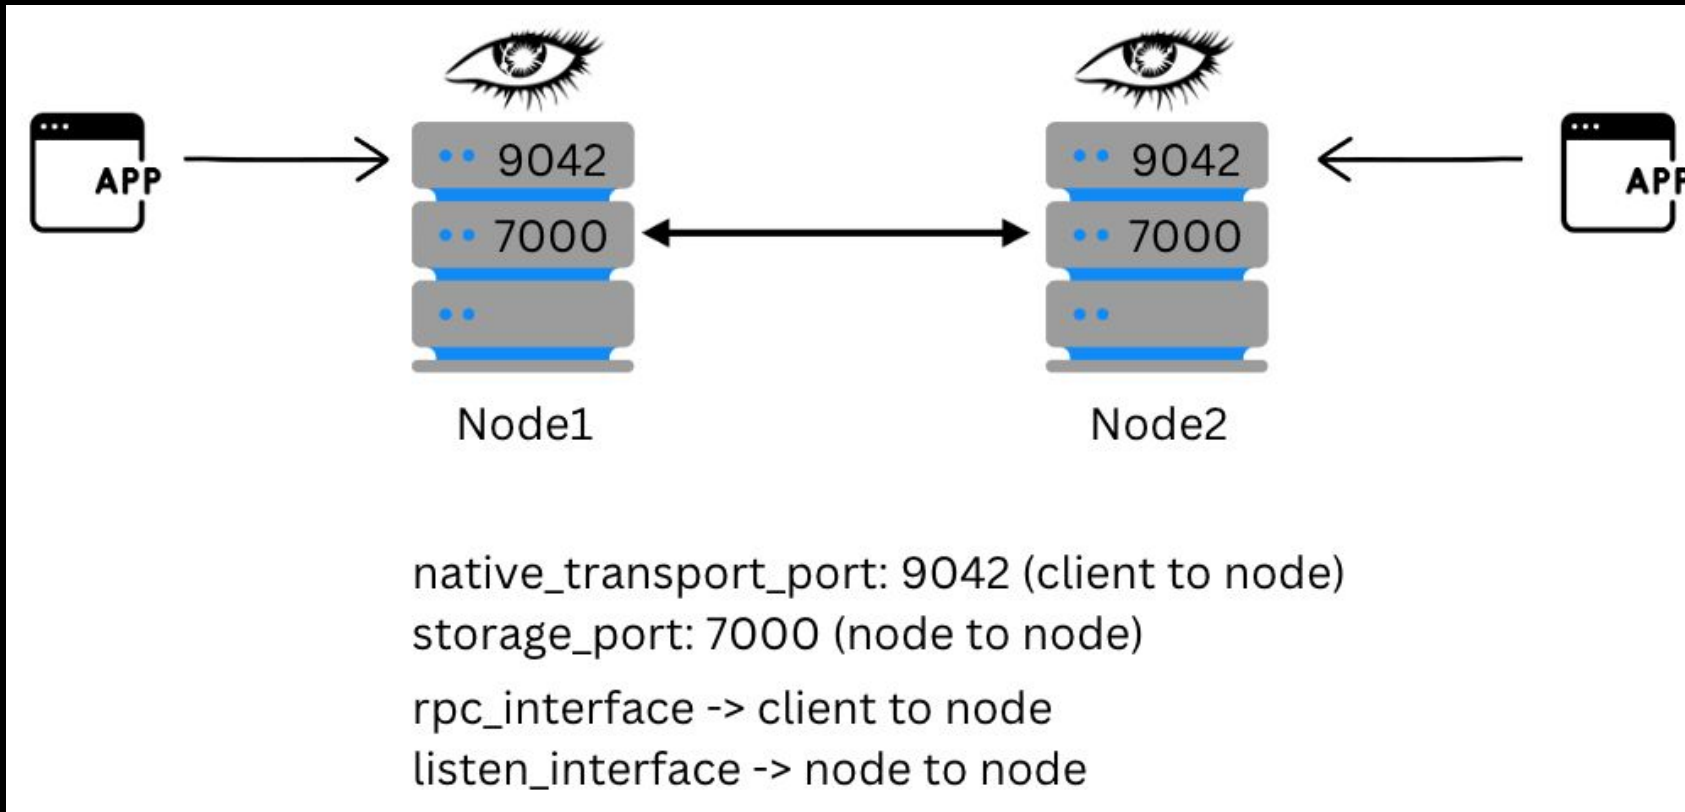 9042
9042
APP
APP
7000
7000
Node1
Node2
native_transport_port: 9042 (client to node)
storage_port: 7000 (node to node)
rpc_interface -> client to node
listen_interface -> node to node